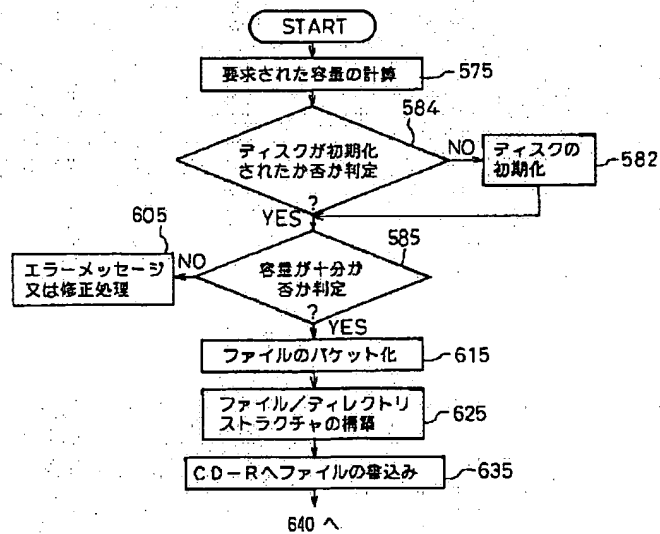 START
要求された容量の計算
575
584
ディスクが初期化
されたか否か判定
?
NO
ディスクの
初期化
582
YES
605
エラーメッセージ
又は修正処理
NO
585
容量が十分か
否か判定
?
YES
ファイルのパケット化
615
ファイル/ディレクトリ
ストラクチャの構築
625
CD-Rへファイルの書込み
635
640 へ